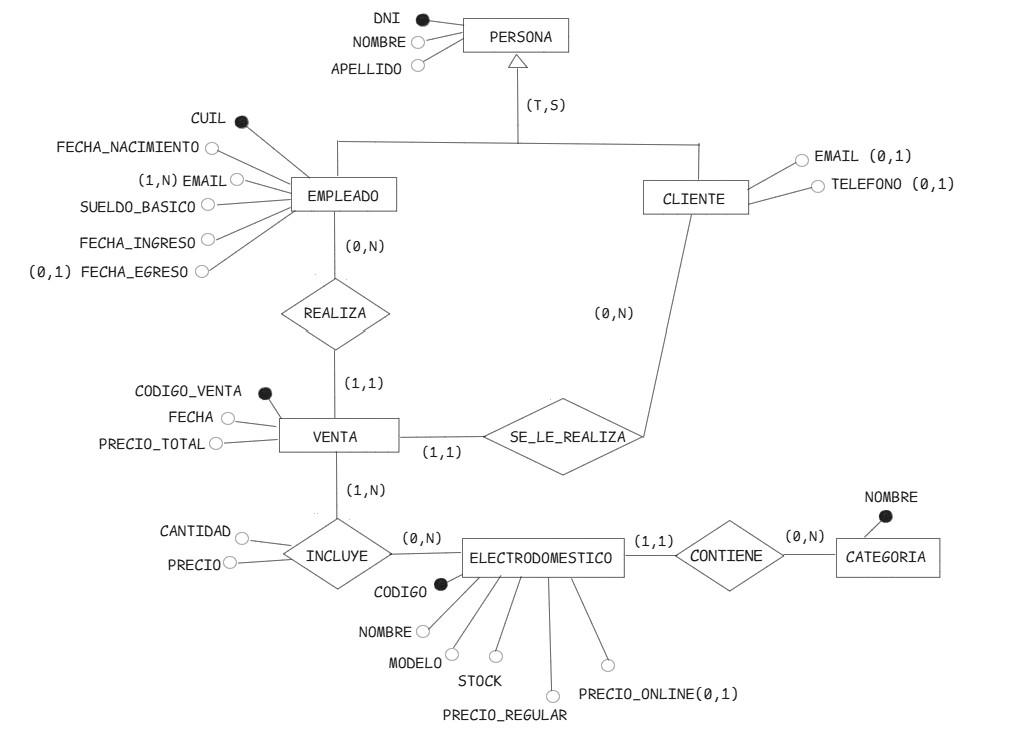 DNI
NOMBRE
APELLIDO
PERSONA
(T,S)
CUIL
FECHA_NACIMIENTO
(1,N) EMAIL
SUELDO_BASICO
FECHA_INGRESO
(0,1) FECHA_EGRESO
EMPLEADO
EMAIL (0,1)
TELEFONO (0,1)
CLIENTE
(0,N)
REALIZA
(0,N)
(1,1)
CODIGO_VENTA
FECHA
PRECIO_TOTAL
VENTA
(1,1)
SE_LE_REALIZA
(1,N)
CANTIDAD
PRECIO
INCLUYE
(0,N)
ELECTRODOMESTICO
(1,1)
CONTIENE
(0,N)
NOMBRE
CATEGORIA
CODIGO
NOMBRE
MODELO
STOCK
PRECIO_REGULAR
PRECIO_ONLINE(0,1)